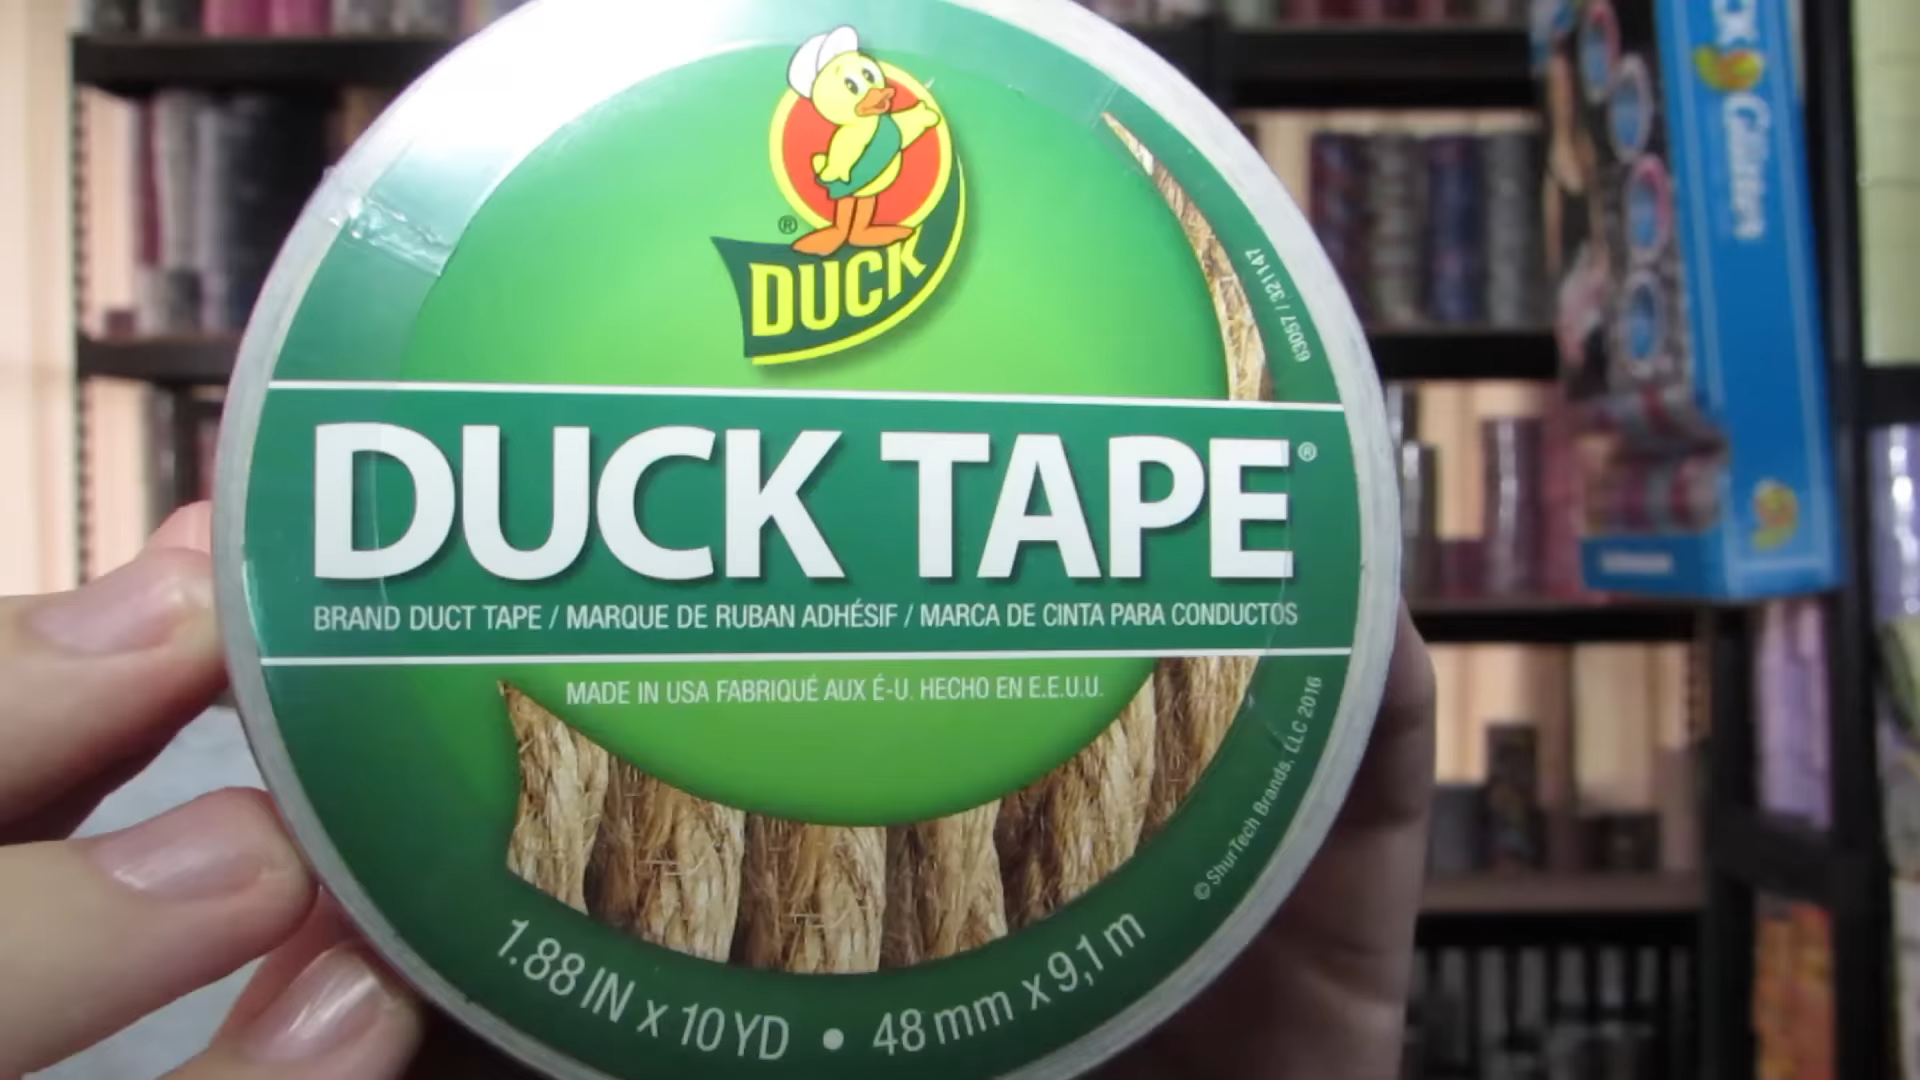 ®
DUCK
63057 / 321147
DUCK TAPE®
BRAND DUCT TAPE / MARQUE DE RUBAN ADHÉSIF / MARCA DE CINTA PARA CONDUCTOS
MADE IN USA FABRIQUÉ AUX É-U. HECHO EN E.E.U.U.
© ShurTech Brands, LLC 2016
1.88 IN x 10 YD • 48 mm x 9,1 m